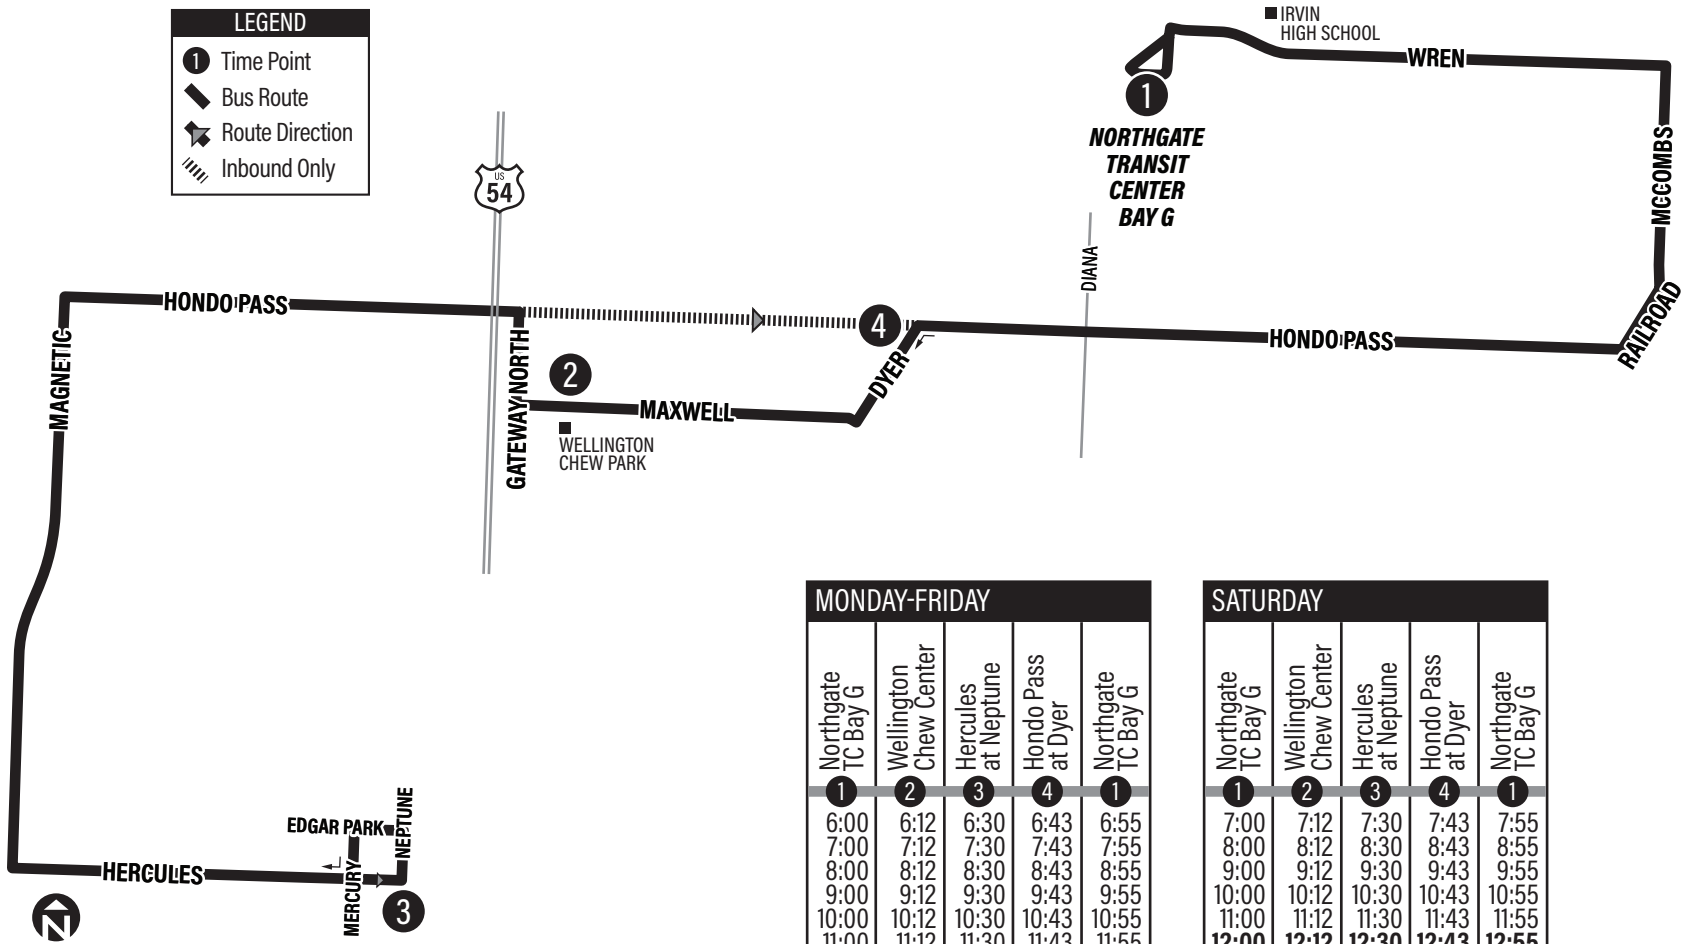 LEGEND
1 Time Point
Bus Route
Route Direction
Inbound Only
IRVIN
HIGH SCHOOL
WREN
1
NORTHGATE
TRANSIT
CENTER
BAY G
MCCOMBS
RAILROAD
US
54
DIANA
HONDO PASS
4
HONDO PASS
MAGNETIC
GATEWAY NORTH
2
DYER
MAXWELL
WELLINGTON
CHEW PARK
EDGAR PARK
NEPTUNE
HERCULES
MERCURY
3
N
MONDAY-FRIDAY
Northgate
TC Bay G
Wellington
Chew Center
Hercules
at Neptune
Hondo Pass
at Dyer
Northgate
TC Bay G
1 2 3 4 1
6:00 6:12 6:30 6:43 6:55
7:00 7:12 7:30 7:43 7:55
8:00 8:12 8:30 8:43 8:55
9:00 9:12 9:30 9:43 9:55
10:00 10:12 10:30 10:43 10:55
11:00 11:12 11:30 11:43 11:55
SATURDAY
Northgate
TC Bay G
Wellington
Chew Center
Hercules
at Neptune
Hondo Pass
at Dyer
Northgate
TC Bay G
1 2 3 4 1
7:00 7:12 7:30 7:43 7:55
8:00 8:12 8:30 8:43 8:55
9:00 9:12 9:30 9:43 9:55
10:00 10:12 10:30 10:43 10:55
11:00 11:12 11:30 11:43 11:55
12:00 12:12 12:30 12:43 12:55